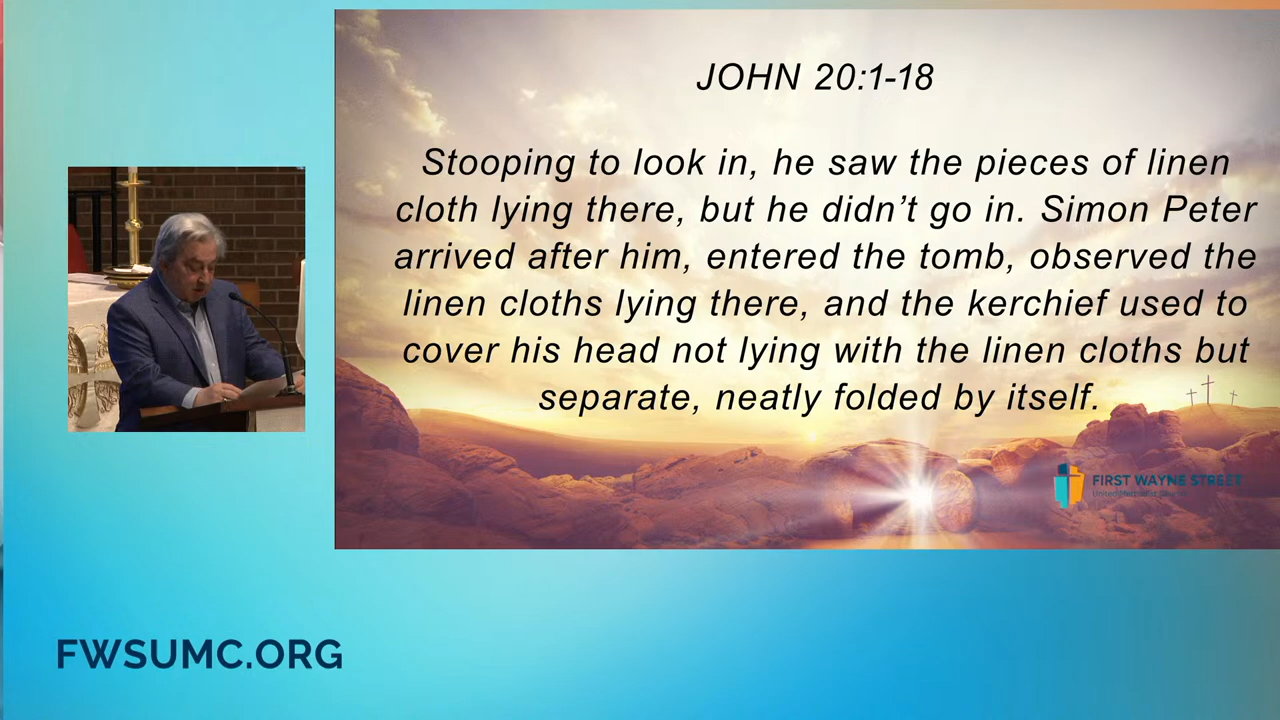 JOHN 20:1-18
Stooping to look in, he saw the pieces of linen
cloth lying there, but he didn’t go in. Simon Peter
arrived after him, entered the tomb, observed the
linen cloths lying there, and the kerchief used to
cover his head not lying with the linen cloths but
separate, neatly folded by itself.
FIRST WAYNE STREET
United Methodist Church
FWSUMC.ORG